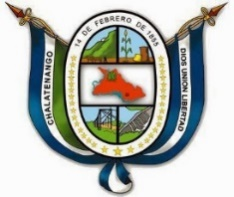 14 DE FEBRERO DE 1855
CHALATENANGO
DIOS UNION LIBERTAD